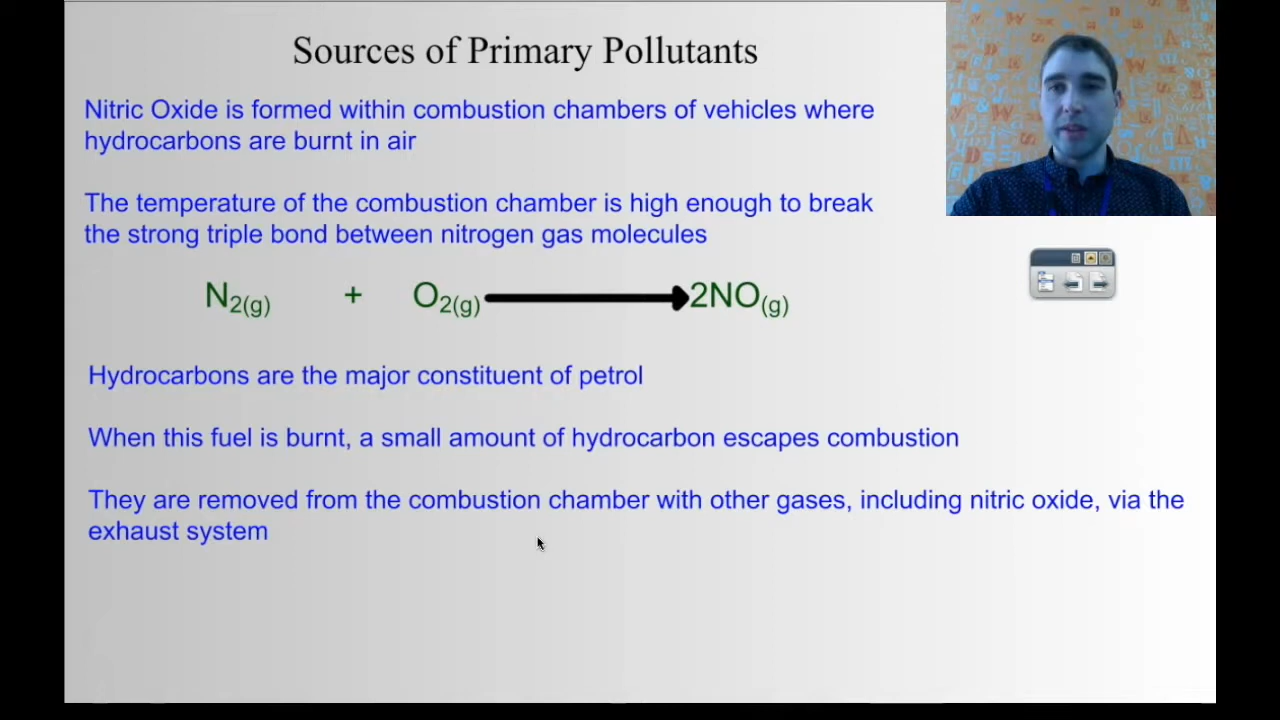 Sources of Primary Pollutants
Nitric Oxide is formed within combustion chambers of vehicles where
hydrocarbons are burnt in air
The temperature of the combustion chamber is high enough to break
the strong triple bond between nitrogen gas molecules
N2(g) + O2(g) 2NO(g)
Hydrocarbons are the major constituent of petrol
When this fuel is burnt, a small amount of hydrocarbon escapes combustion
They are removed from the combustion chamber with other gases, including nitric oxide, via the
exhaust system